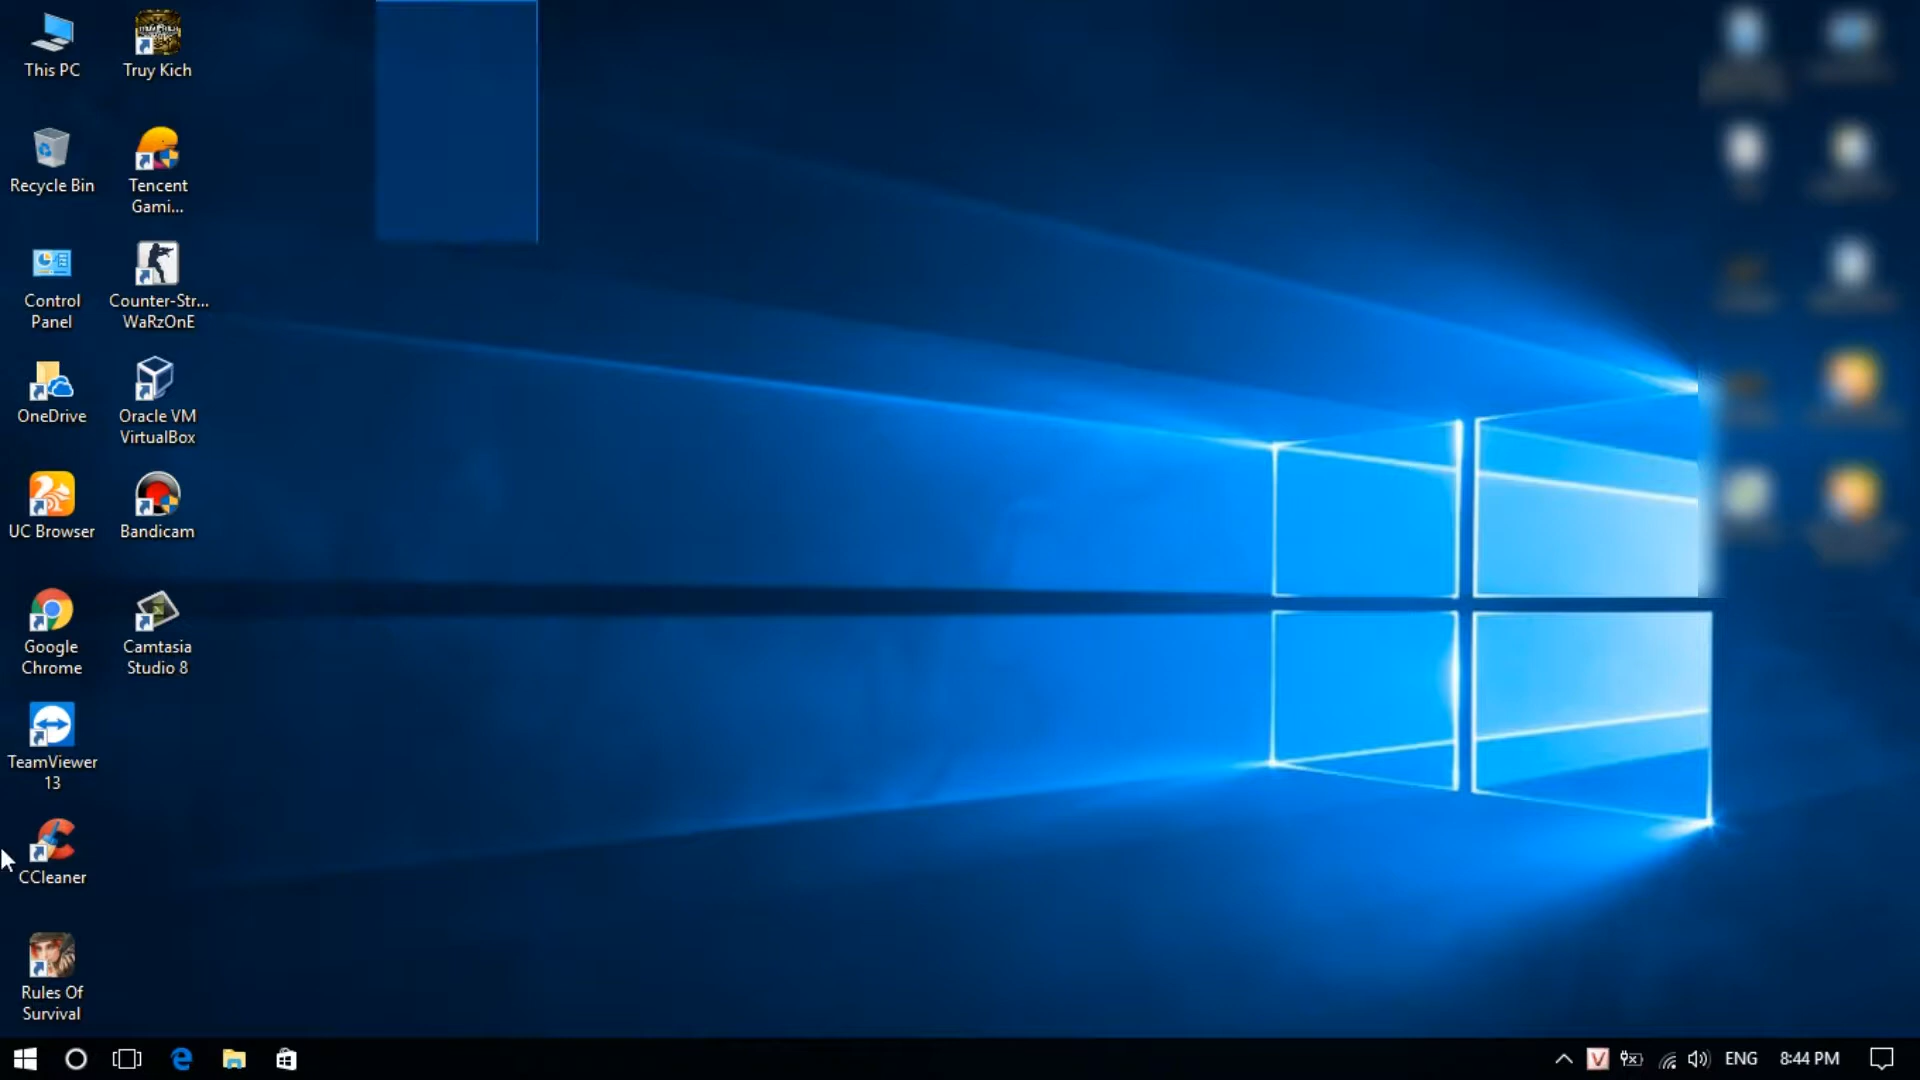 This PC
Truy Kich
Recycle Bin
Tencent
Gami...
Control
Panel
Counter-Str...
WaRzOnE
OneDrive
Oracle VM
VirtualBox
UC Browser
Bandicam
Google
Chrome
Camtasia
Studio 8
TeamViewer
13
CCleaner
Rules Of
Survival
ENG
8:44 PM